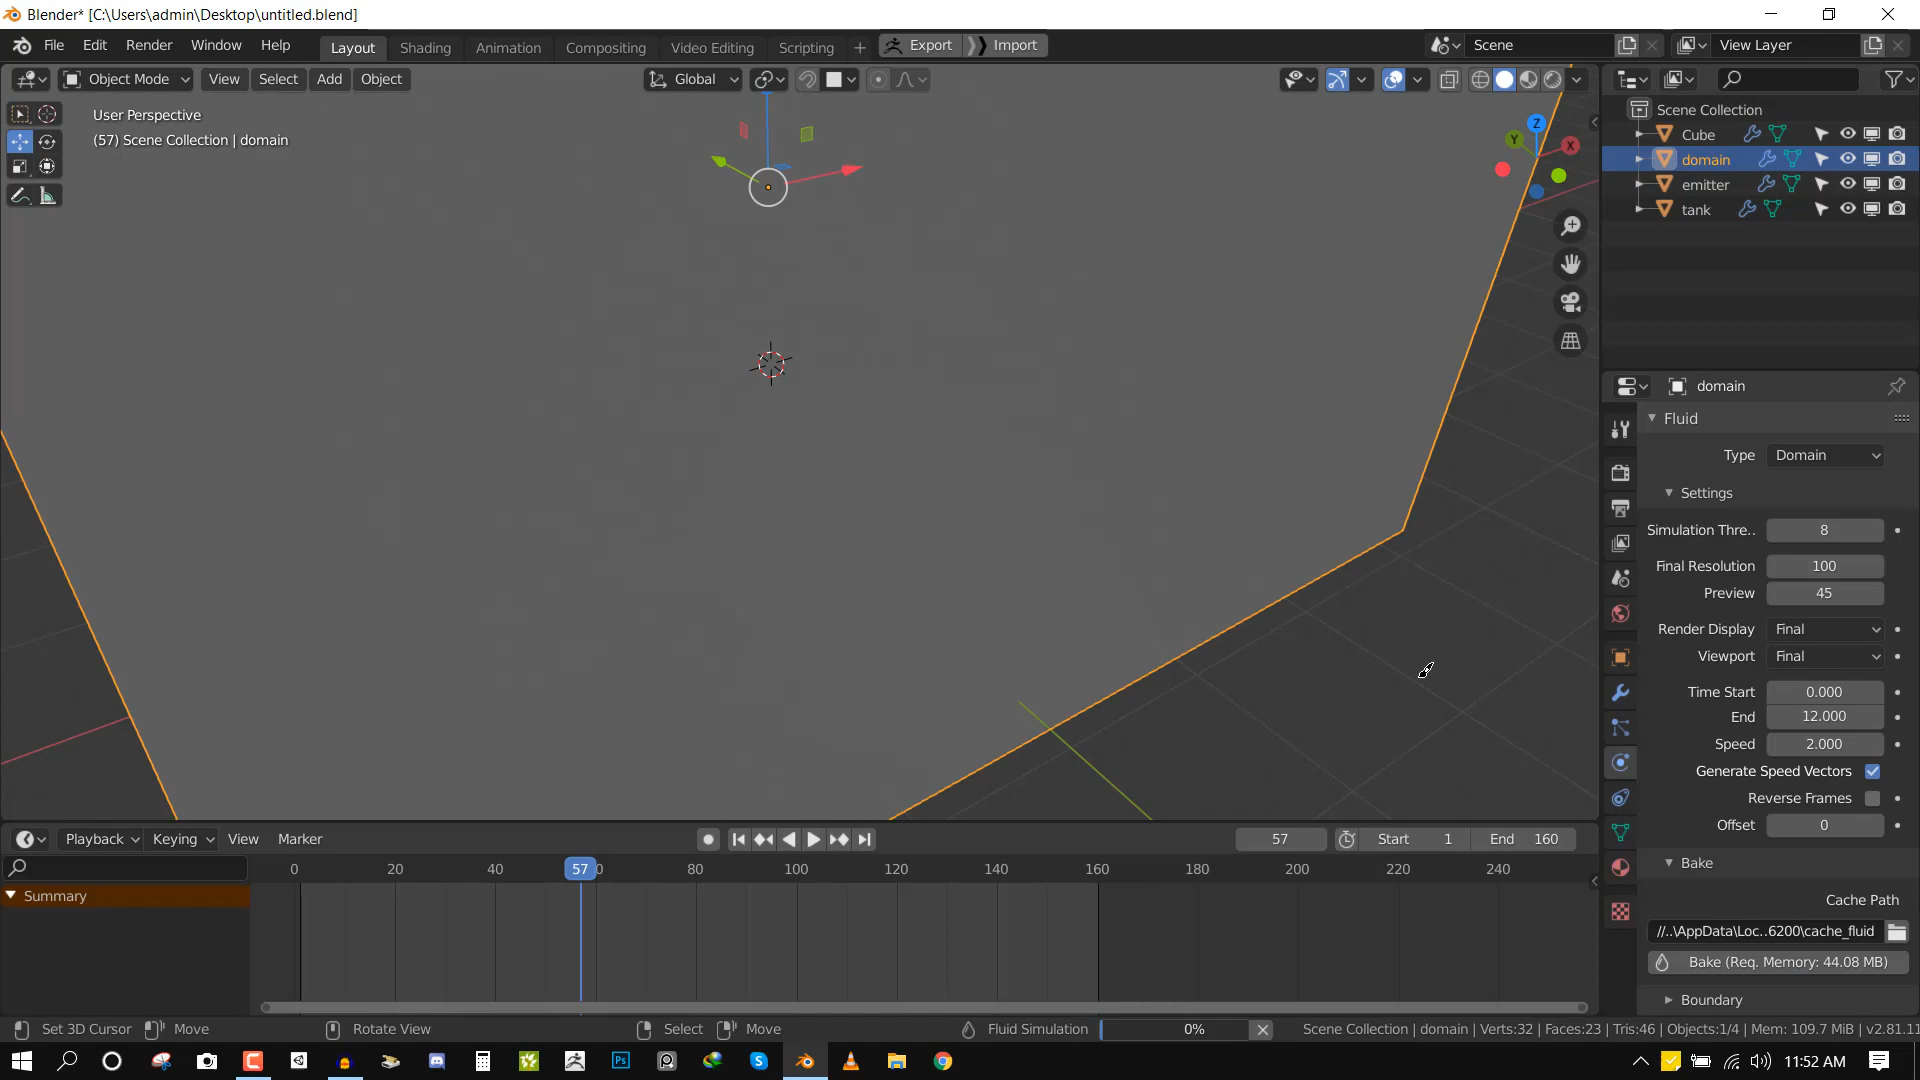 Blender* [C:\Users\admin\Desktop\untitled.blend]
File Edit Render Window Help Layout Shading Animation Compositing Video Editing Scripting + Export Import Scene View Layer
Object Mode View Select Add Object Global
User Perspective
(57) Scene Collection | domain
Z
Y
X
Scene Collection
Cube
domain
emitter
tank
domain
Fluid
Type Domain
Settings
Simulation Thre.. 8
Final Resolution 100
Preview 45
Render Display Final
Viewport Final
Time Start 0.000
End 12.000
Speed 2.000
Generate Speed Vectors
Reverse Frames
Offset 0
Bake
Cache Path
//..\AppData\Loc..6200\cache_fluid
Bake (Req. Memory: 44.08 MB)
Boundary
Playback Keying View Marker 57 Start 1 End 160
0 20 40 57 0 80 100 120 140 160 180 200 220 240
Summary
Set 3D Cursor Move Rotate View Select Move Fluid Simulation 0% Scene Collection | domain | Verts:32 | Faces:23 | Tris:46 | Objects:1/4 | Mem: 109.7 MiB | v2.81.11
Ps
11:52 AM